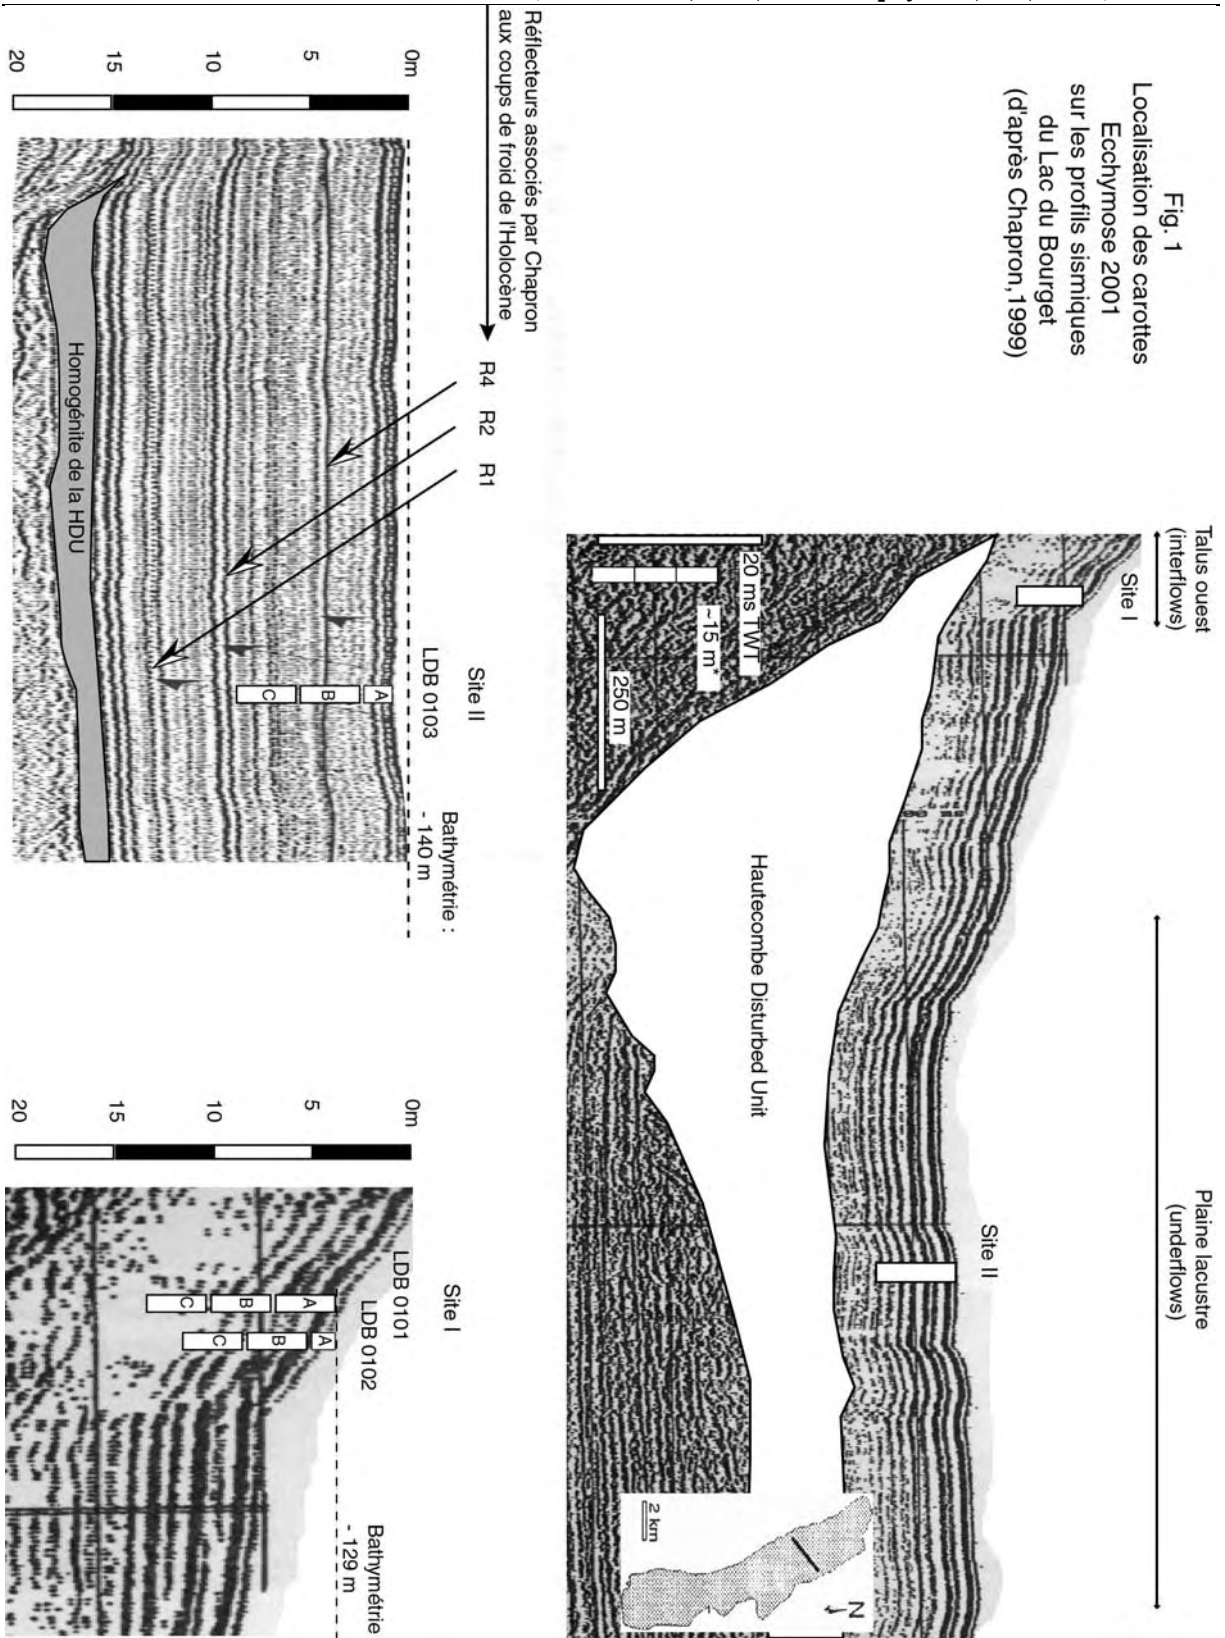 Fig. 1
Localisation des carottes
Ecchymose 2001
sur les profils sismiques
du Lac du Bourget
(d'après Chapron,1999)
Talus ouest
(interflows)
Plaine lacustre
(underflows)
Site I
Site II
20 ms TWT
~15 m*
250 m
Hautecombe Disturbed Unit
2 km
N
Réflecteurs associés par Chapron
aux coups de froid de l'Holocène
R4
R2
R1
Site II
LDB 0103
Bathymétrie :
- 140 m
0m
5
10
15
20
A
B
C
Homogénite de la HDU
Site I
LDB 0101
LDB 0102
Bathymétrie
- 129 m
0m
5
10
15
20
A
B
C
A
B
C